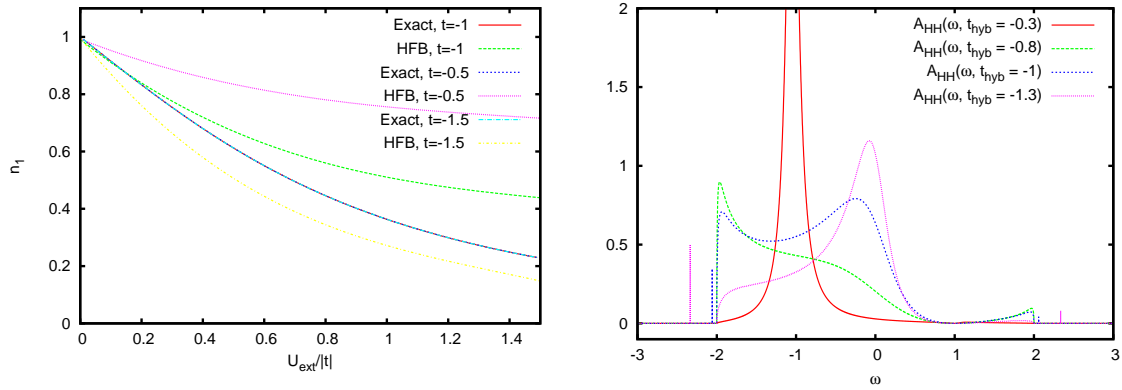 Exact, t=-1
HFB, t=-1
Exact, t=-0.5
HFB, t=-0.5
Exact, t=-1.5
HFB, t=-1.5
1
0.8
0.6
0.4
0.2
0
n1
0 0.2 0.4 0.6 0.8 1 1.2 1.4
Uext/|t|
AHH(ω, thyb = -0.3)
AHH(ω, thyb = -0.8)
AHH(ω, thyb = -1)
AHH(ω, thyb = -1.3)
2
1.5
1
0.5
0
-3 -2 -1 0 1 2 3
ω